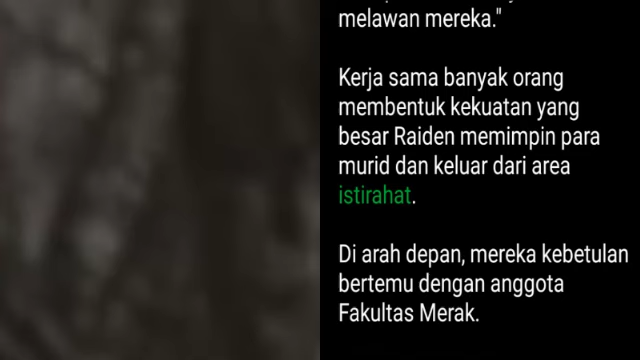 melawan mereka."
Kerja sama banyak orang
membentuk kekuatan yang
besar Raiden memimpin para
murid dan keluar dari area
istirahat.
Di arah depan, mereka kebetulan
bertemu dengan anggota
Fakultas Merak.